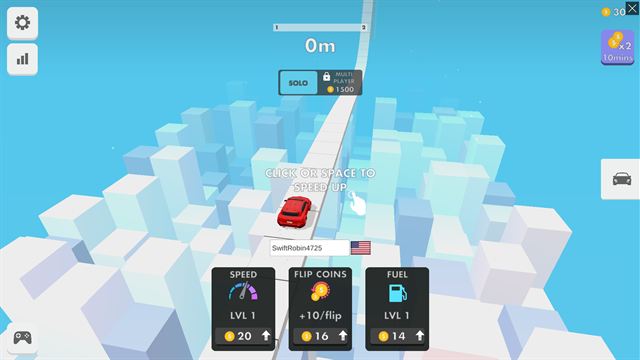 30
x2
10mins
1 2
0m
SOLO
MULTI
PLAYER
1500
CLICK OR SPACE TO
SPEED UP
SwiftRobin4725
SPEED
LVL 1
20
FLIP COINS
+10/flip
16
FUEL
LVL 1
14